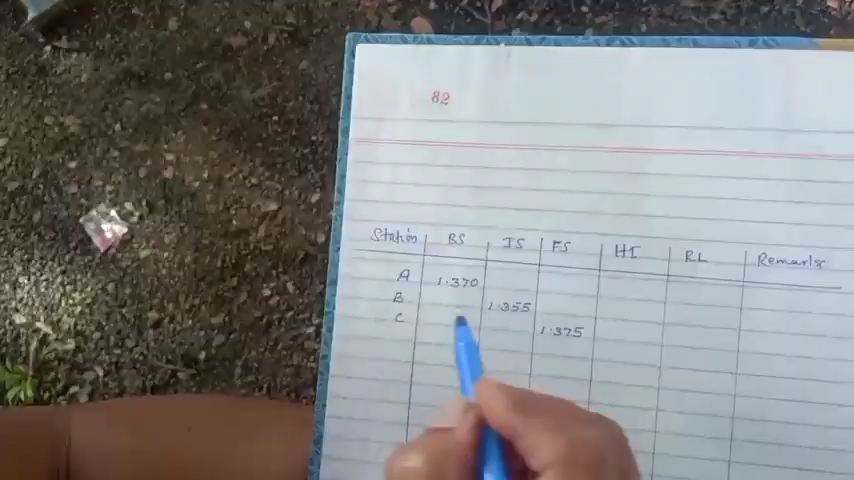 82
Station BS IS FS HI RL Remarks
A 1.370
B 1.355
C 1.375